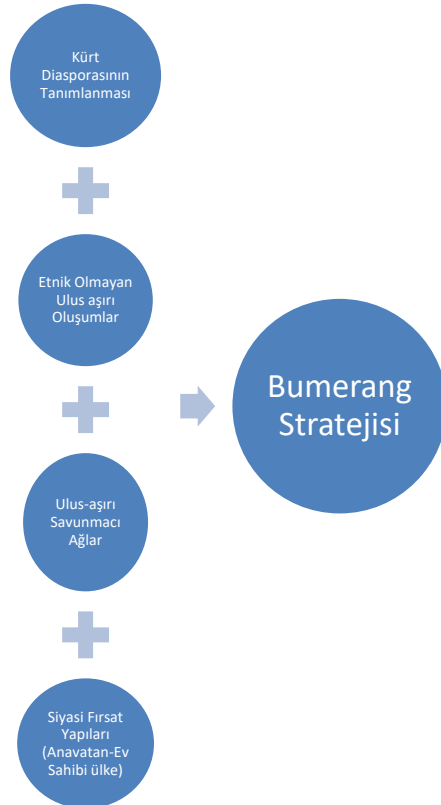 Kürt
Diasporasının
Tanımlanması
Etnik Olmayan
Ulus aşırı
Oluşumlar
Ulus-aşırı
Savunmacı
Ağlar
Siyasi Fırsat
Yapıları
(Anavatan-Ev
Sahibi ülke)
Bumerang
Stratejisi